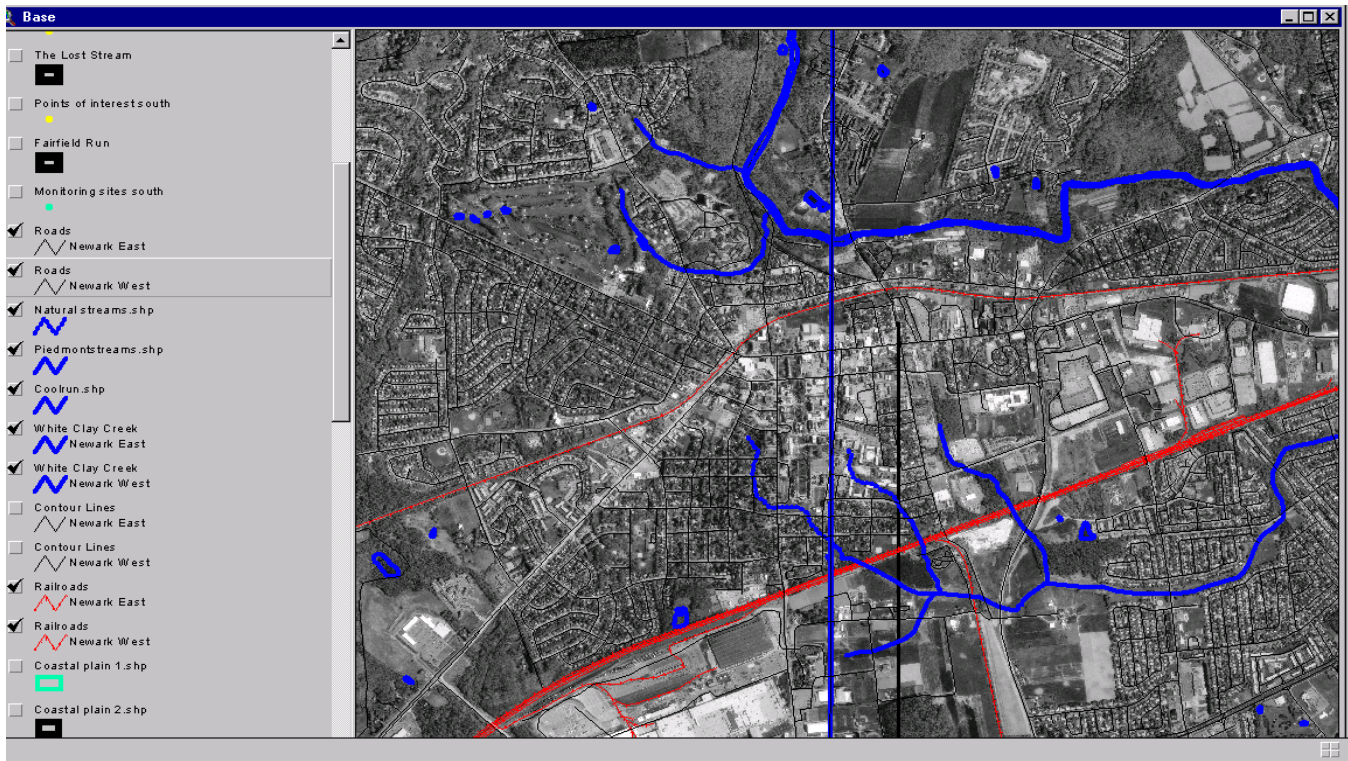 Base
The Lost Stream
Points of interest south
Fairfield Run
Monitoring sites south
Roads
Newark East
Roads
Newark West
Natural streams.shp
Piedmontstreams.shp
Coolrun.shp
White Clay Creek
Newark East
White Clay Creek
Newark West
Contour Lines
Newark East
Contour Lines
Newark West
Railroads
Newark East
Railroads
Newark West
Coastal plain 1.shp
Coastal plain 2.shp